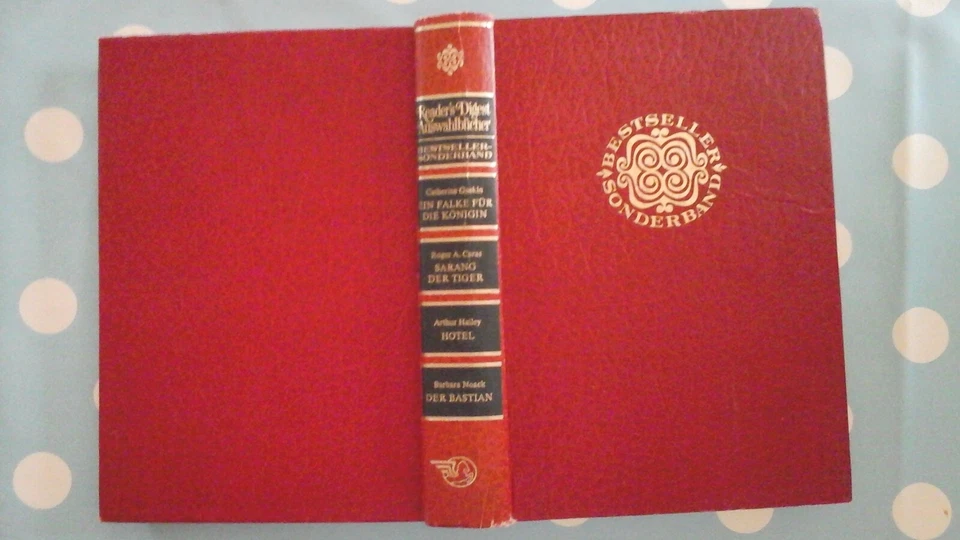 Reader's Digest
Auswahlbücher
BESTSELLER-
SONDERBAND
Catherine Gaskin
EIN FALKE FÜR
DIE KÖNIGIN
Roger A. Caras
SARANG
DER TIGER
Arthur Hailey
HOTEL
Barbara Noack
DER BASTIAN
BESTSELLER
SONDERBAND